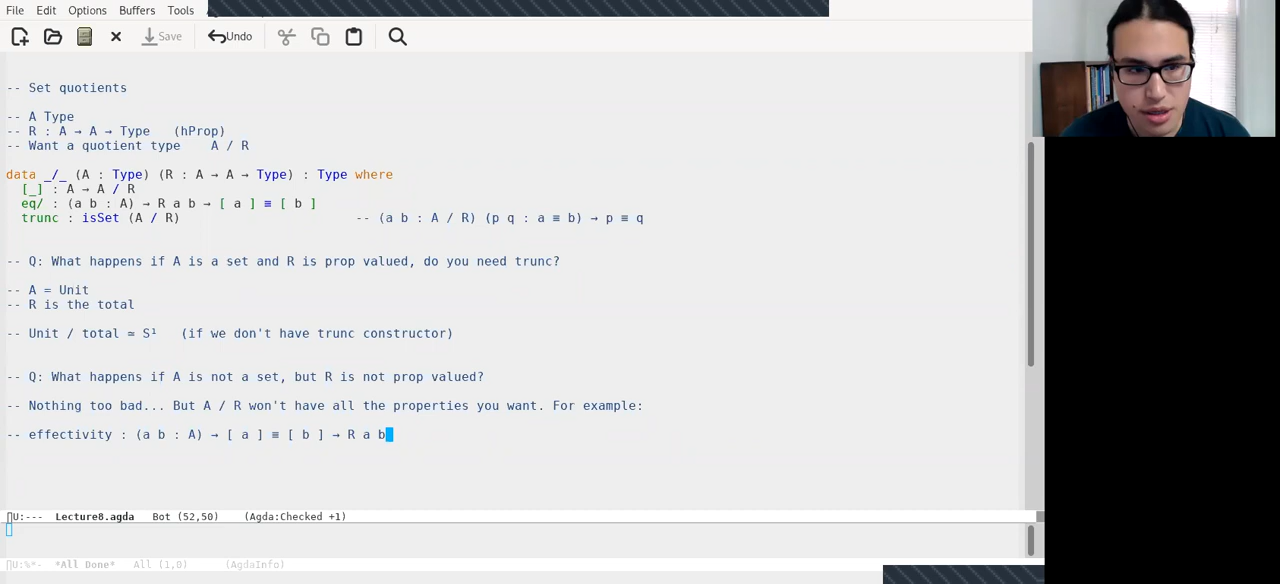 File Edit Options Buffers Tools
Save Undo
-- Set quotients
-- A Type
-- R : A → A → Type (hProp)
-- Want a quotient type A / R
data _/_ (A : Type) (R : A → A → Type) : Type where
[_] : A → A / R
eq/ : (a b : A) → R a b → [ a ] ≡ [ b ]
trunc : isSet (A / R) -- (a b : A / R) (p q : a ≡ b) → p ≡ q
-- Q: What happens if A is a set and R is prop valued, do you need trunc?
-- A = Unit
-- R is the total
-- Unit / total ≃ S¹ (if we don't have trunc constructor)
-- Q: What happens if A is not a set, but R is not prop valued?
-- Nothing too bad... But A / R won't have all the properties you want. For example:
-- effectivity : (a b : A) → [ a ] ≡ [ b ] → R a b
U:--- Lecture8.agda Bot (52,50) (Agda:Checked +1)
U:%*- *All Done* All (1,0) (AgdaInfo)